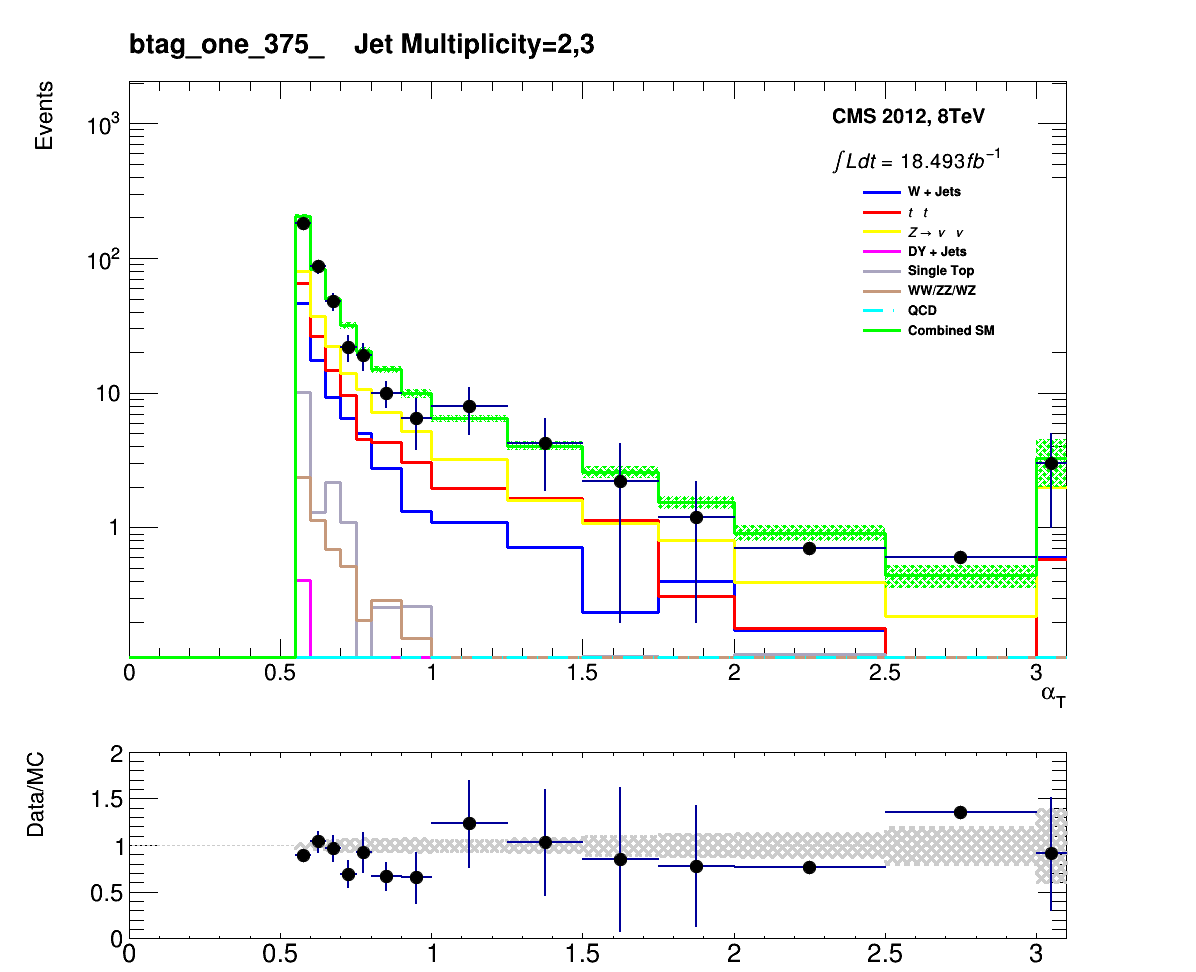 btag_one_375_ Jet Multiplicity=2,3
Events
10³
10²
10
1
CMS 2012, 8TeV
∫Ldt = 18.493fb⁻¹
W + Jets
t t
Z→ ν ν
DY + Jets
Single Top
WW/ZZ/WZ
QCD
Combined SM
0 0.5 1 1.5 2 2.5 3
α_T
Data/MC
2
1.5
1
0.5
0
0 0.5 1 1.5 2 2.5 3